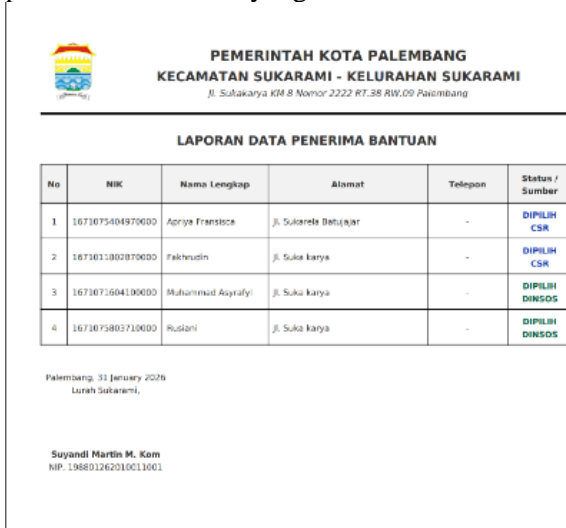 PEMERINTAH KOTA PALEMBANG
KECAMATAN SUKARAMI - KELURAHAN SUKARAMI
Jl. Sukakarya KM 8 Nomor 2222 RT.38 RW.09 Palembang
LAPORAN DATA PENERIMA BANTUAN
No NIK Nama Lengkap Alamat Telepon Status / Sumber
1 1671075404970000 Apriya Fransisca Jl. Sukarela Batujajar - DIPILIH CSR
2 1671011802870000 Fakhrudin Jl. Suka karya - DIPILIH CSR
3 1671071604100000 Muhammad Asyrafyl Jl. Suka karya - DIPILIH DINSOS
4 1671075803710000 Rusiani Jl. Suka karya - DIPILIH DINSOS
Palembang, 31 January 2026
Lurah Sukarami,
Suyandi Martin M. Kom
NIP. 198801262010011001